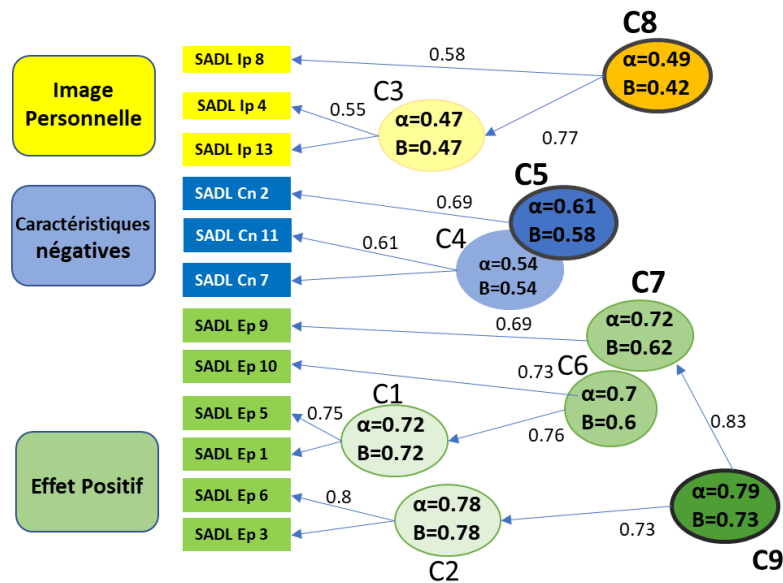 C8
SADL Ip 8
0.58
α=0.49
B=0.42
Image
Personnelle
SADL Ip 4
0.55
C3
α=0.47
B=0.47
0.77
SADL Ip 13
C5
SADL Cn 2
0.69
α=0.61
B=0.58
Caractéristiques
négatives
SADL Cn 11
0.61
C4
α=0.54
B=0.54
SADL Cn 7
C7
SADL Ep 9
0.69
α=0.72
B=0.62
SADL Ep 10
0.73
C6
α=0.7
B=0.6
C1
SADL Ep 5
0.75
α=0.72
B=0.72
0.76
0.83
SADL Ep 1
Effet Positif
SADL Ep 6
0.8
α=0.78
B=0.78
0.73
α=0.79
B=0.73
SADL Ep 3
C2
C9